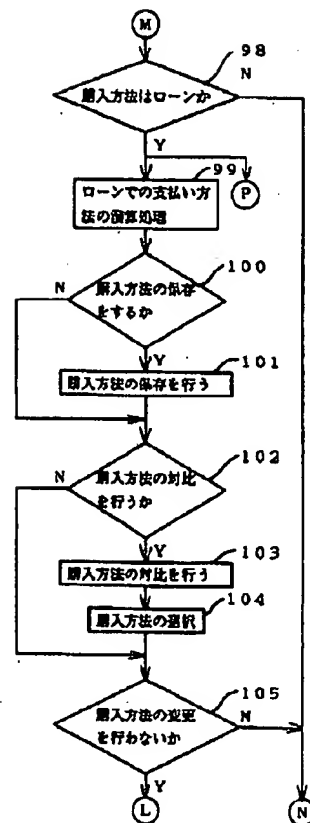 M
98
購入方法はローンか
N
Y
99
P
ローンでの支払い方
法の演算処理
100
N
購入方法の保存
をするか
Y
101
購入方法の保存を行う
102
N
購入方法の対比
を行うか
Y
103
購入方法の対比を行う
104
購入方法の選択
105
購入方法の変更
を行わないか
N
Y
L
N